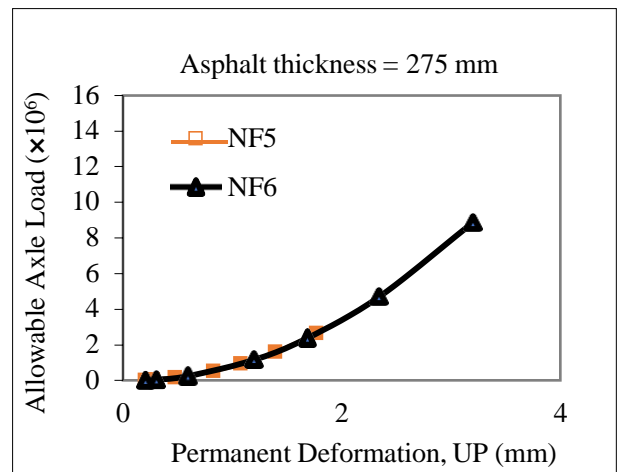 Asphalt thickness = 275 mm
Allowable Axle Load (×10⁶)
16
14
12
10
8
6
4
2
0
NF5
NF6
0
2
4
Permanent Deformation, UP (mm)